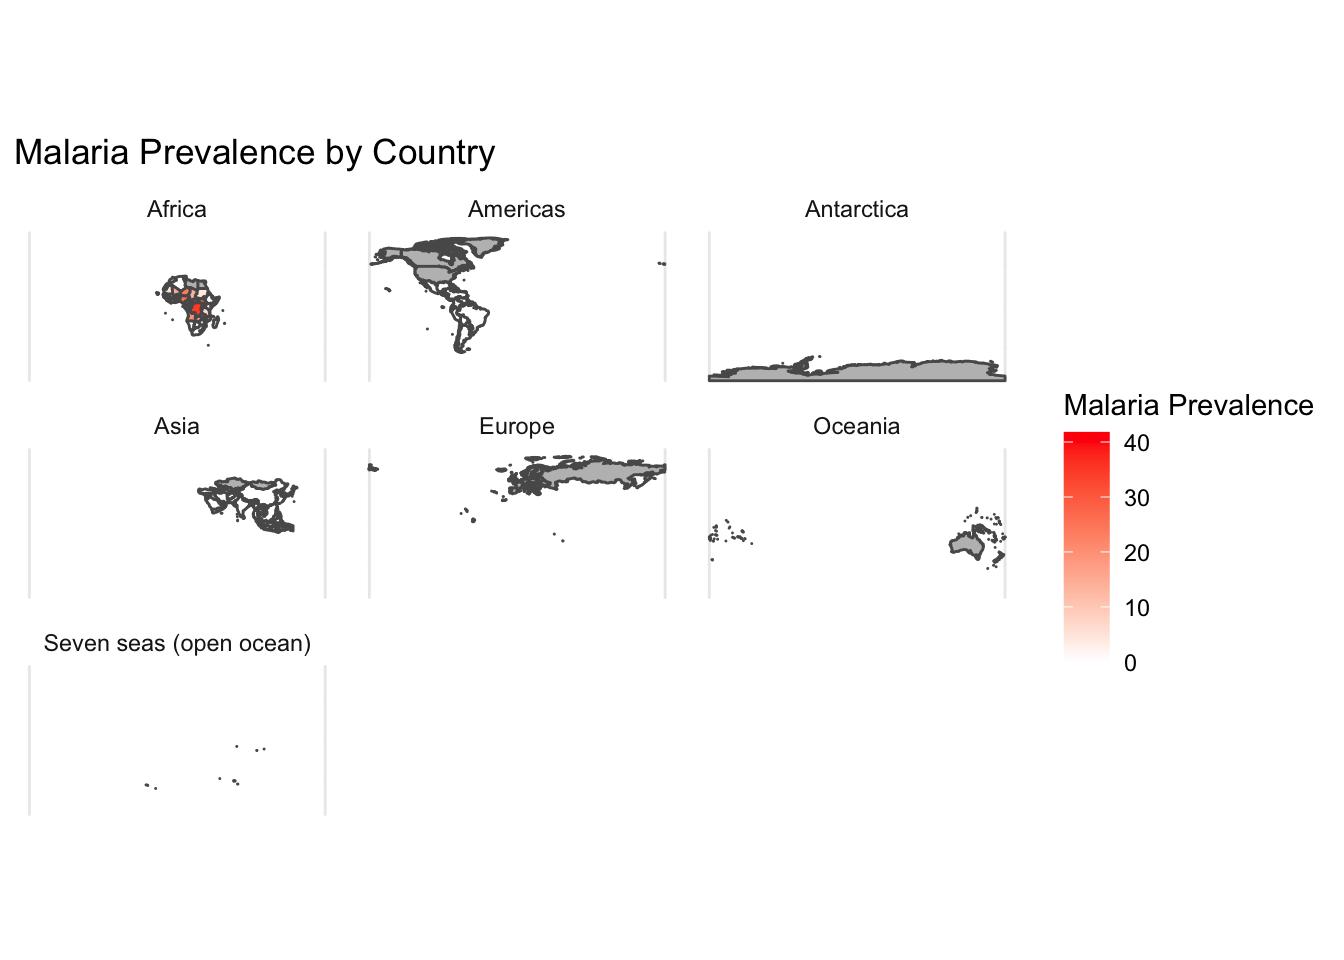 Malaria Prevalence by Country
Africa
Americas
Antarctica
Asia
Europe
Oceania
Seven seas (open ocean)
Malaria Prevalence
40
30
20
10
0